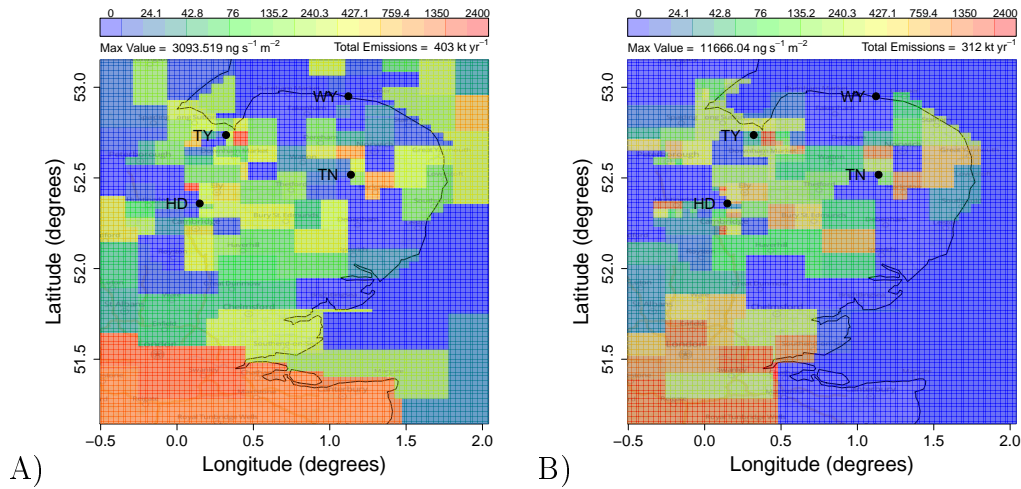 0 24.1 42.8 76 135.2 240.3 427.1 759.4 1350 2400
Max Value = 3093.519 ng s⁻¹ m⁻² Total Emissions = 403 kt yr⁻¹
53.0
52.5
52.0
51.5
Latitude (degrees)
WY
TY
TN
HD
−0.5 0.0 0.5 1.0 1.5 2.0
Longitude (degrees)
A)
0 24.1 42.8 76 135.2 240.3 427.1 759.4 1350 2400
Max Value = 11666.04 ng s⁻¹ m⁻² Total Emissions = 312 kt yr⁻¹
53.0
52.5
52.0
51.5
Latitude (degrees)
WY
TY
TN
HD
−0.5 0.0 0.5 1.0 1.5 2.0
Longitude (degrees)
B)